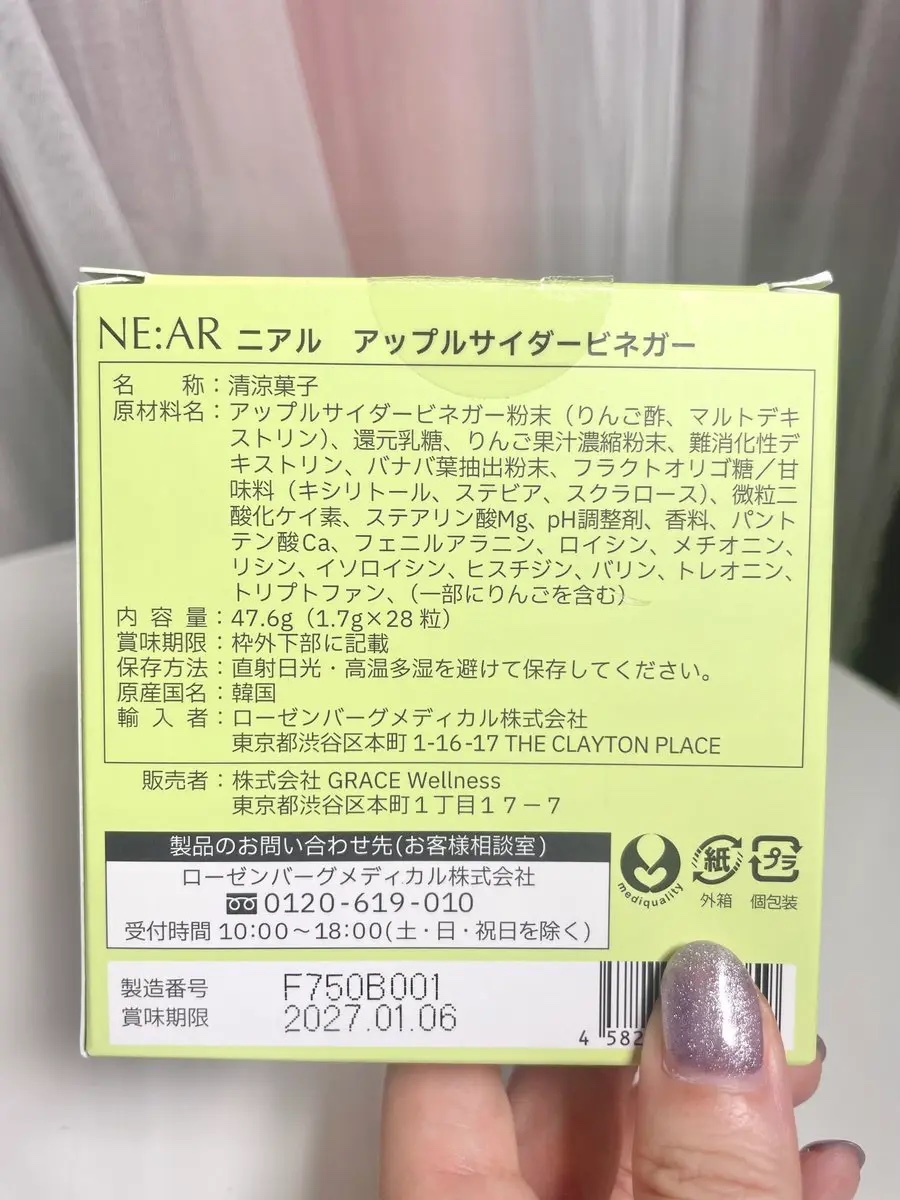 NE:AR ニアル アップルサイダービネガー
名 称：清涼菓子
原材料名：アップルサイダービネガー粉末（りんご酢、マルトデキ
ストリン）、還元乳糖、りんご果汁濃縮粉末、難消化性デ
キストリン、バナバ葉抽出粉末、フラクトオリゴ糖／甘
味料（キシリトール、ステビア、スクラロース）、微粒二
酸化ケイ素、ステアリン酸Mg、pH調整剤、香料、パント
テン酸Ca、フェニルアラニン、ロイシン、メチオニン、
リシン、イソロイシン、ヒスチジン、バリン、トレオニン、
トリプトファン、（一部にりんごを含む）
内 容 量：47.6g（1.7g×28 粒）
賞味期限：枠外下部に記載
保存方法：直射日光・高温多湿を避けて保存してください。
原産国名：韓国
輸 入 者：ローゼンバーグメディカル株式会社
東京都渋谷区本町 1-16-17 THE CLAYTON PLACE
販売者：株式会社 GRACE Wellness
東京都渋谷区本町１丁目１７－７
製品のお問い合わせ先(お客様相談室)
ローゼンバーグメディカル株式会社
0120-619-010
受付時間 10:00～18:00(土・日・祝日を除く)
mediquality
紙
外箱
プラ
個包装
製造番号 F750B001
賞味期限 2027.01.06
4 582